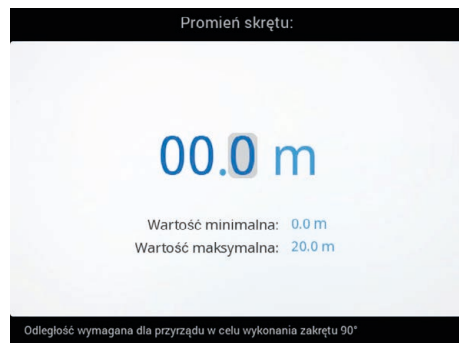 Promień skrętu:
00.0 m
Wartość minimalna: 0.0 m
Wartość maksymalna: 20.0 m
Odległość wymagana dla przyrządu w celu wykonania zakrętu 90°